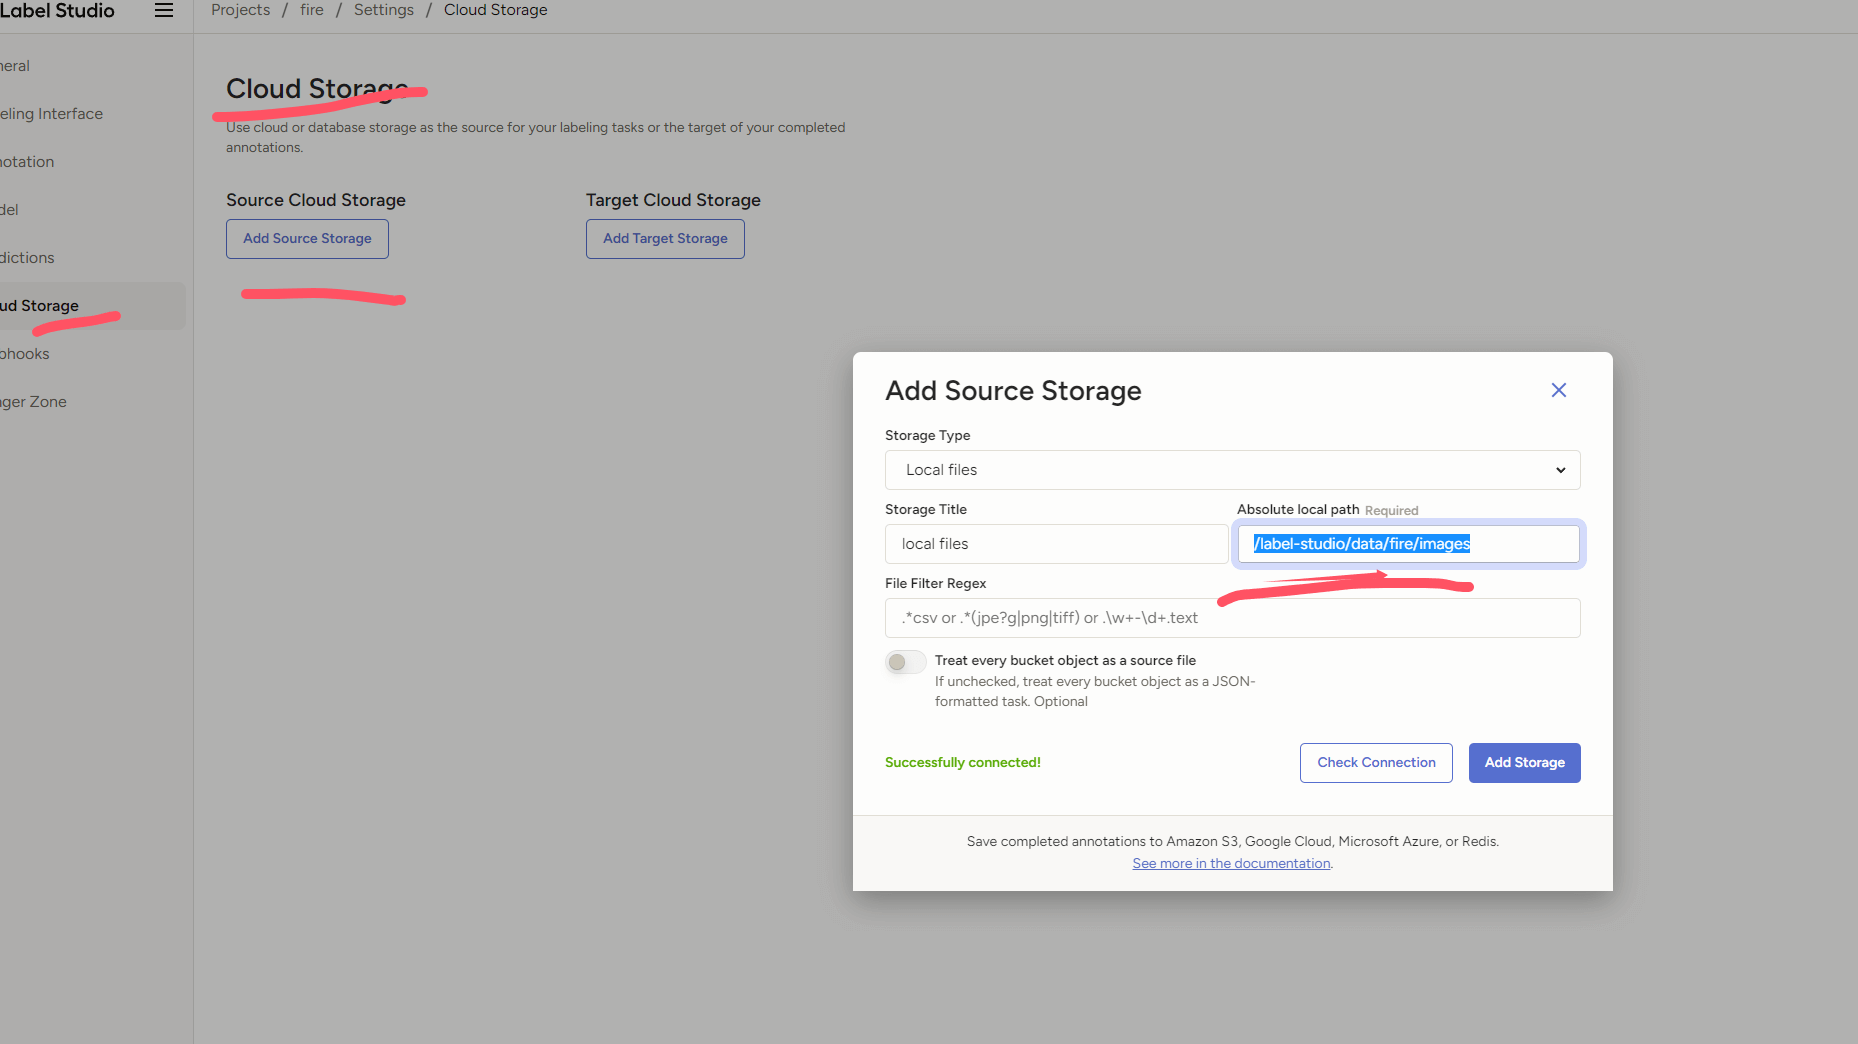 Label Studio
Projects / fire / Settings / Cloud Storage
neral
eling Interface
notation
del
dictions
ud Storage
bhooks
nger Zone
Cloud Storage
Use cloud or database storage as the source for your labeling tasks or the target of your completed
annotations.
Source Cloud Storage
Target Cloud Storage
Add Source Storage
Add Target Storage
Add Source Storage
Storage Type
Local files
Storage Title
Absolute local path Required
local files
/label-studio/data/fire/images
File Filter Regex
.*csv or .*(jpe?g|png|tiff) or .\w+-\d+.text
Treat every bucket object as a source file
If unchecked, treat every bucket object as a JSON-
formatted task. Optional
Successfully connected!
Check Connection
Add Storage
Save completed annotations to Amazon S3, Google Cloud, Microsoft Azure, or Redis.
See more in the documentation.